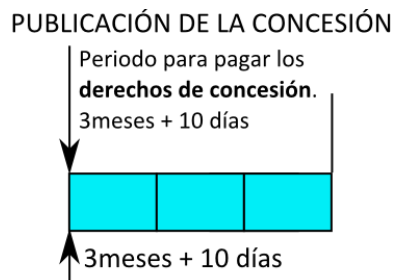 PUBLICACIÓN DE LA CONCESIÓN
Periodo para pagar los
derechos de concesión.
3meses + 10 días
3meses + 10 días